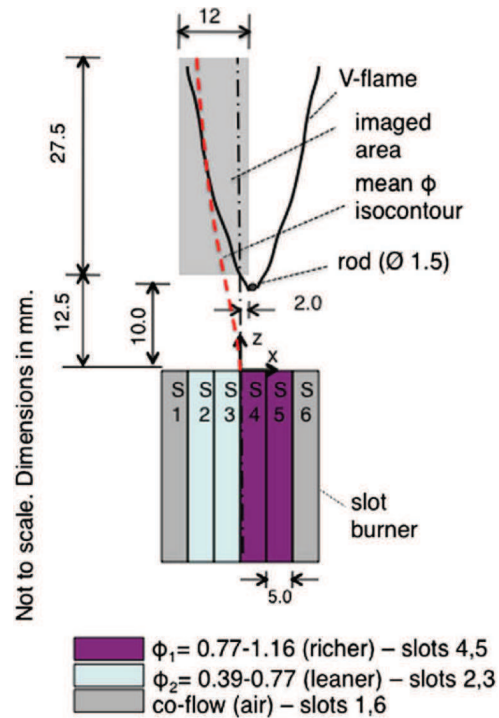 12
V-flame
imaged
area
mean ϕ
isocontour
rod (Ø 1.5)
27.5
12.5
10.0
2.0
z
x
S S S S S S
1 2 3 4 5 6
slot
burner
5.0
Not to scale. Dimensions in mm.
ϕ₁= 0.77-1.16 (richer) – slots 4,5
ϕ₂= 0.39-0.77 (leaner) – slots 2,3
co-flow (air) – slots 1,6